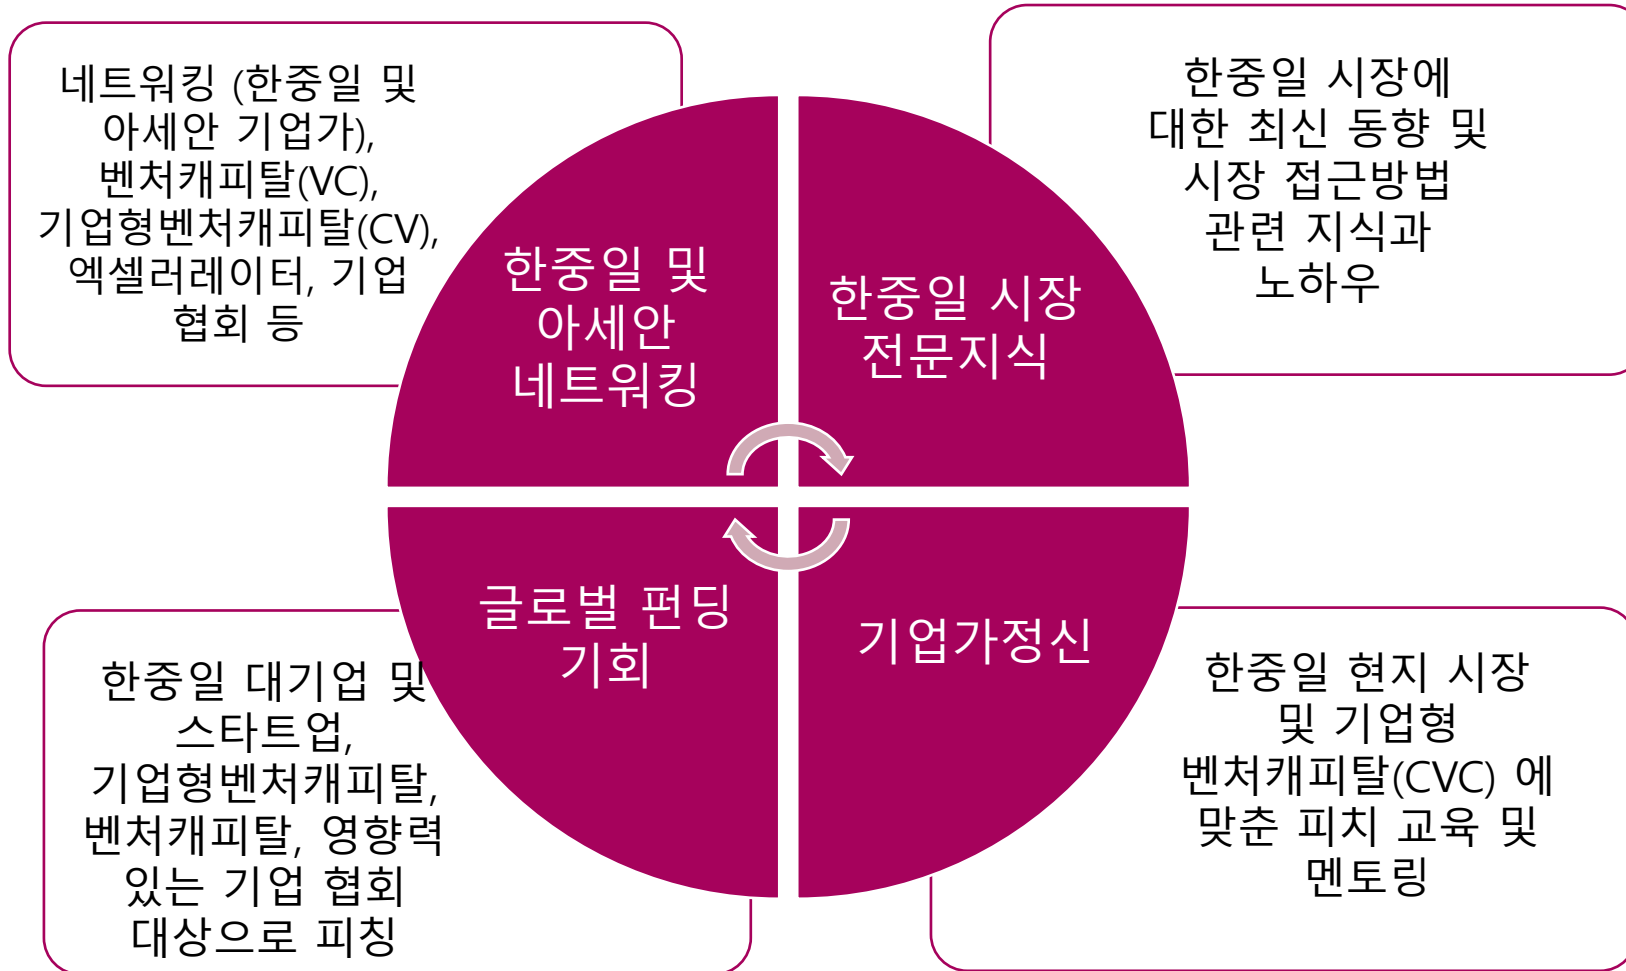 네트워킹 (한중일 및
아세안 기업가),
벤처캐피탈(VC),
기업형벤처캐피탈(CV),
엑셀러레이터, 기업
협회 등
한중일 및
아세안
네트워킹
한중일 시장
전문지식
한중일 시장에
대한 최신 동향 및
시장 접근방법
관련 지식과
노하우
한중일 대기업 및
스타트업,
기업형벤처캐피탈,
벤처캐피탈, 영향력
있는 기업 협회
대상으로 피칭
글로벌 펀딩
기회
기업가정신
한중일 현지 시장
및 기업형
벤처캐피탈(CVC) 에
맞춘 피치 교육 및
멘토링